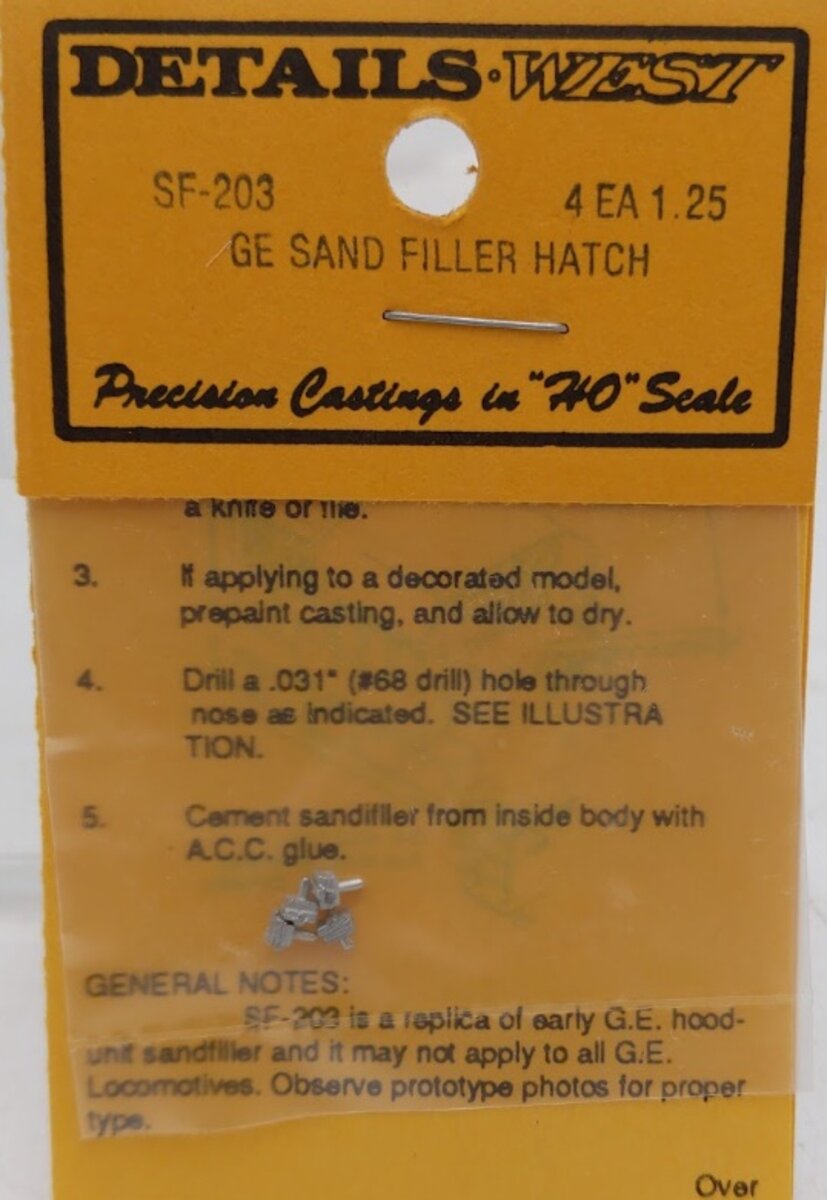 DETAILS·WEST
SF-203 4 EA 1.25
GE SAND FILLER HATCH
Precision Castings in "HO" Scale
a knife or file.
3. If applying to a decorated model,
prepaint casting, and allow to dry.
4. Drill a .031" (#68 drill) hole through
nose as indicated. SEE ILLUSTRA
TION.
5. Cement sandfiller from inside body with
A.C.C. glue.
GENERAL NOTES:
SF-203 is a replica of early G.E. hood-
unit sandfiller and it may not apply to all G.E.
Locomotives. Observe prototype photos for proper
type.
Over